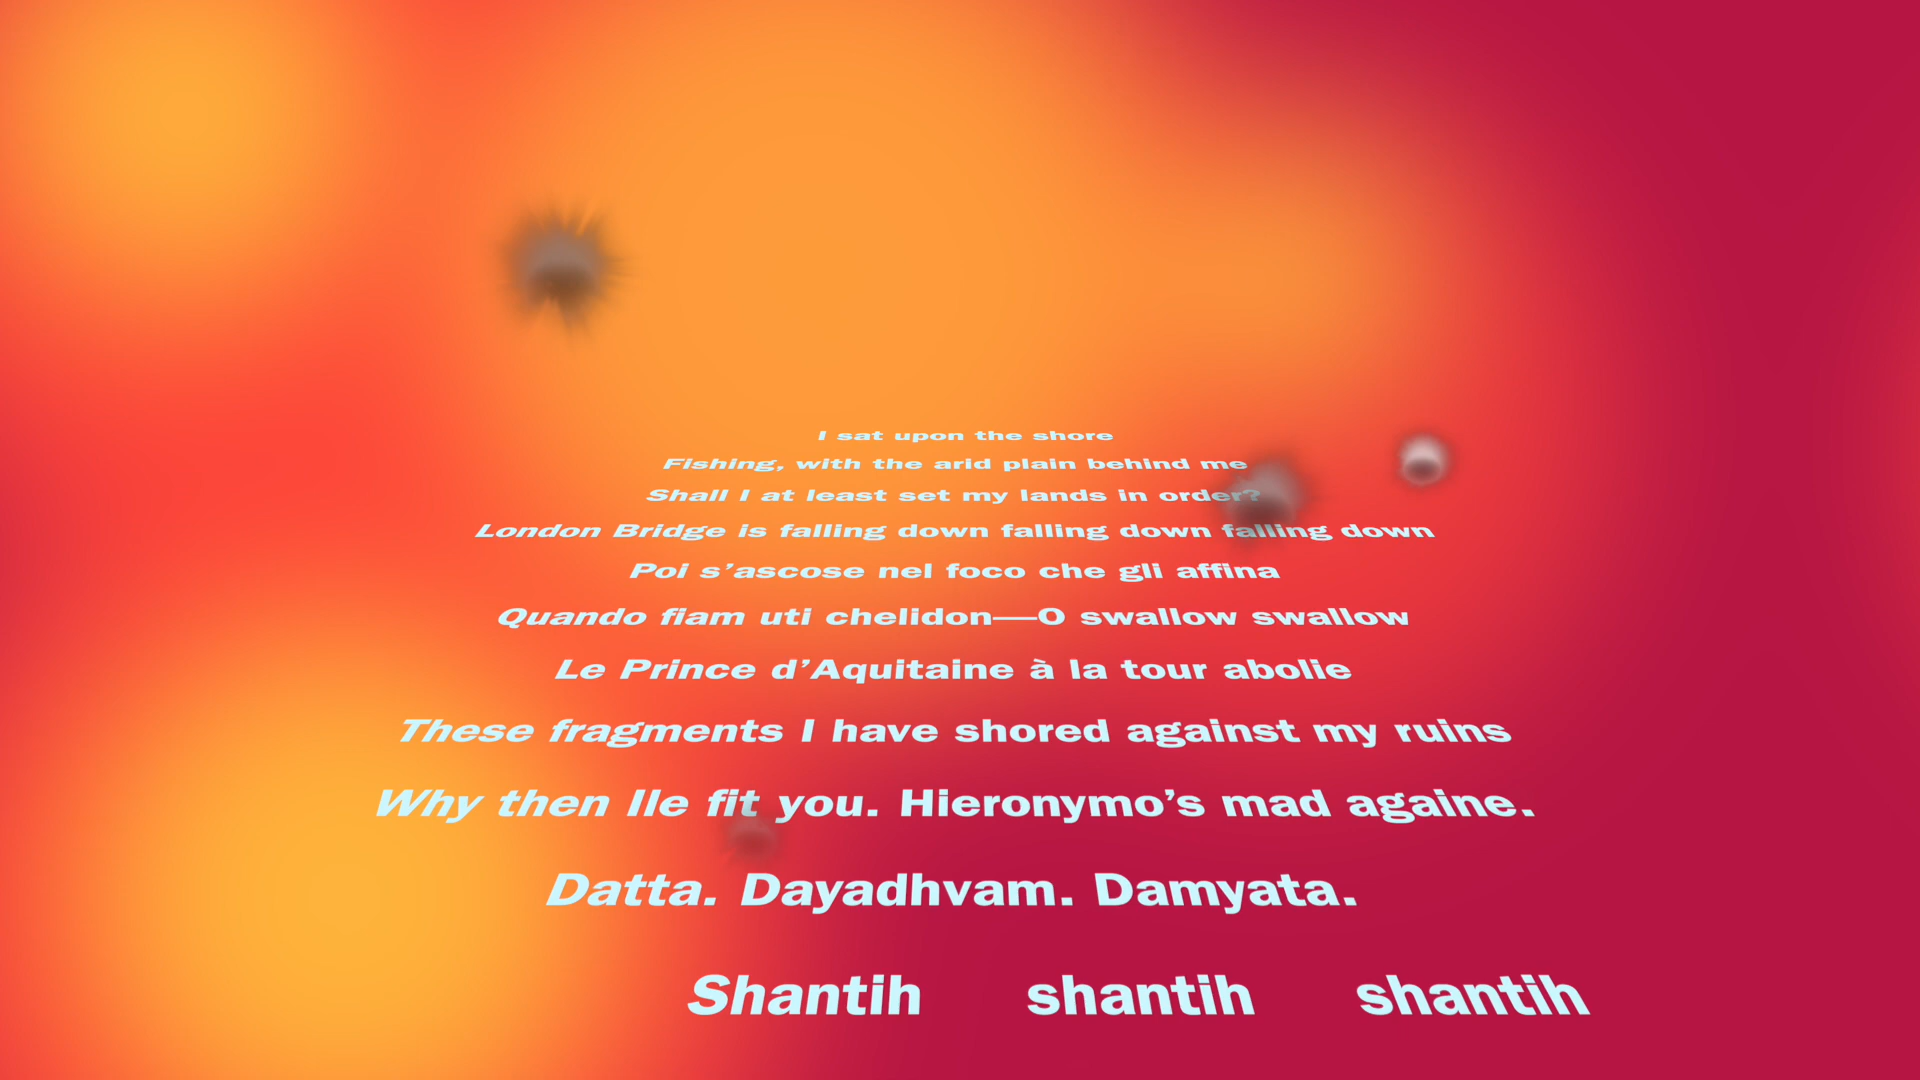 I sat upon the shore
Fishing, with the arid plain behind me
Shall I at least set my lands in order?
London Bridge is falling down falling down falling down
Poi s’ascose nel foco che gli affina
Quando fiam uti chelidon—O swallow swallow
Le Prince d’Aquitaine à la tour abolie
These fragments I have shored against my ruins
Why then Ile fit you. Hieronymo’s mad againe.
Datta. Dayadhvam. Damyata.
Shantih shantih shantih